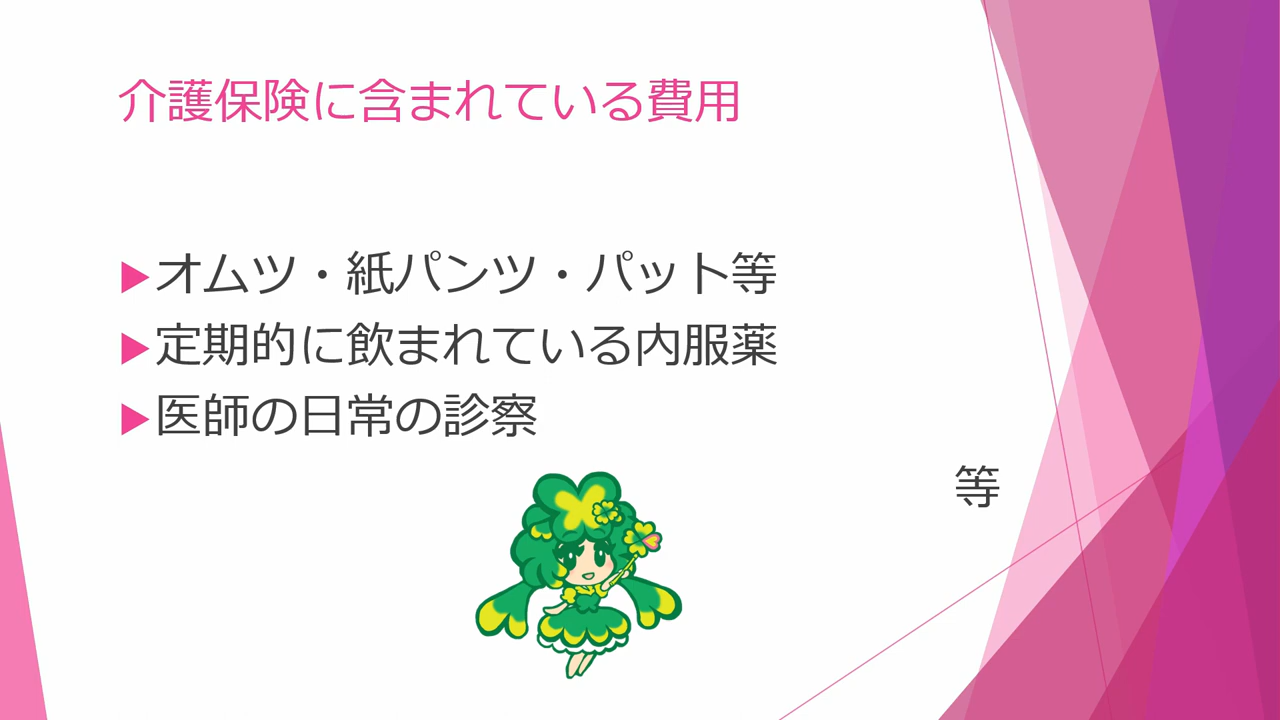 介護保険に含まれている費用
▶オムツ・紙パンツ・パット等
▶定期的に飲まれている内服薬
▶医師の日常の診察
等